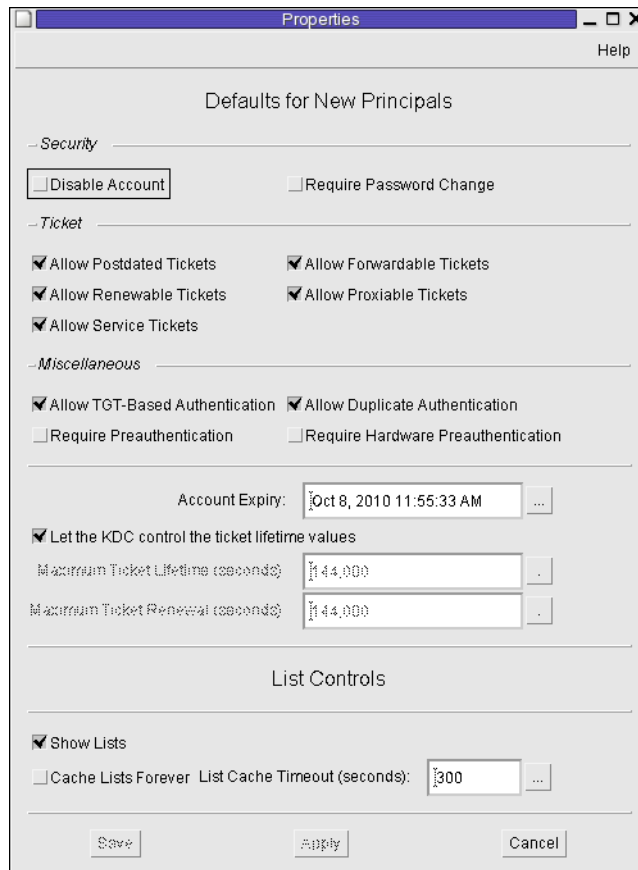 Properties
Help
Defaults for New Principals
Security
Disable Account Require Password Change
Ticket
Allow Postdated Tickets Allow Forwardable Tickets
Allow Renewable Tickets Allow Proxiable Tickets
Allow Service Tickets
Miscellaneous
Allow TGT-Based Authentication Allow Duplicate Authentication
Require Preauthentication Require Hardware Preauthentication
Account Expiry: Oct 8, 2010 11:55:33 AM ...
Let the KDC control the ticket lifetime values
Maximum Ticket Lifetime (seconds) 144,000 .
Maximum Ticket Renewal (seconds) 144,000 .
List Controls
Show Lists
Cache Lists Forever List Cache Timeout (seconds): 300 ...
Save Apply Cancel